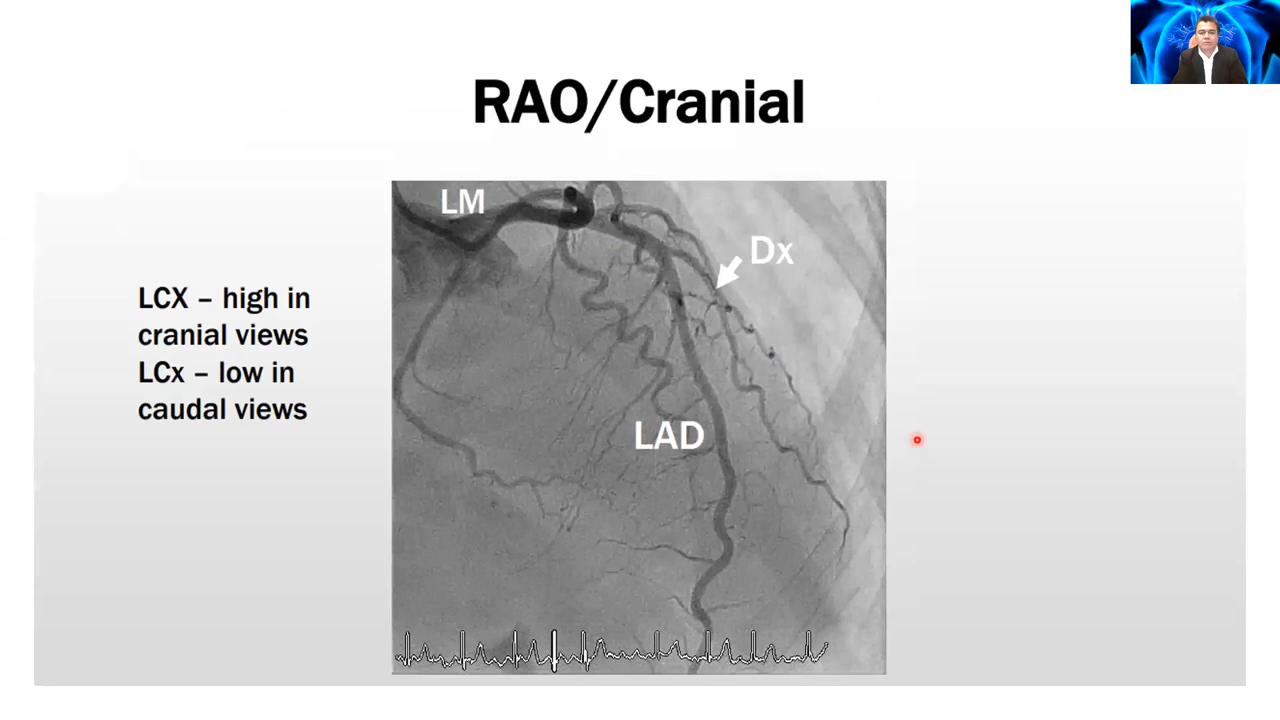 RAO/Cranial
LM
Dx
LCX – high in
cranial views
LCx – low in
caudal views
LAD